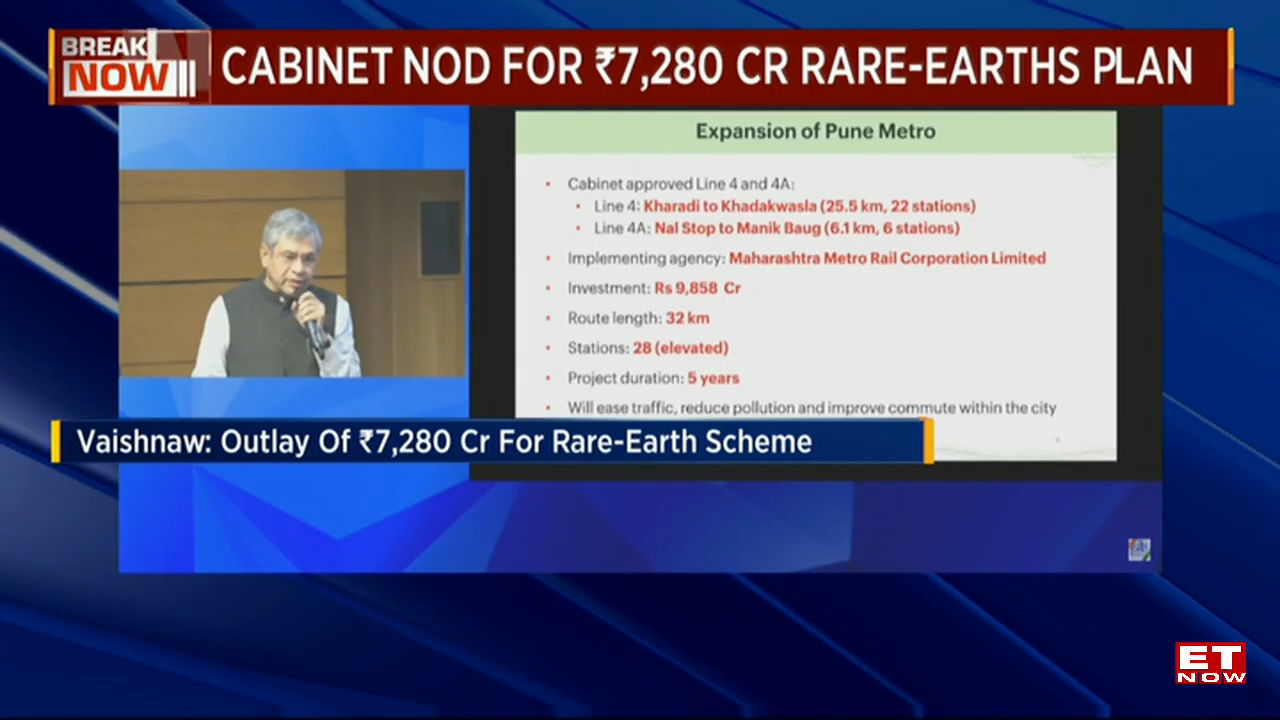 BREAK
NOW
CABINET NOD FOR ₹7,280 CR RARE-EARTHS PLAN
Expansion of Pune Metro
• Cabinet approved Line 4 and 4A:
• Line 4: Kharadi to Khadakwasla (25.5 km, 22 stations)
• Line 4A: Nal Stop to Manik Baug (6.1 km, 6 stations)
• Implementing agency: Maharashtra Metro Rail Corporation Limited
• Investment: Rs 9,858 Cr
• Route length: 32 km
• Stations: 28 (elevated)
• Project duration: 5 years
• Will ease traffic, reduce pollution and improve commute within the city
Vaishnaw: Outlay Of ₹7,280 Cr For Rare-Earth Scheme
ET
NOW